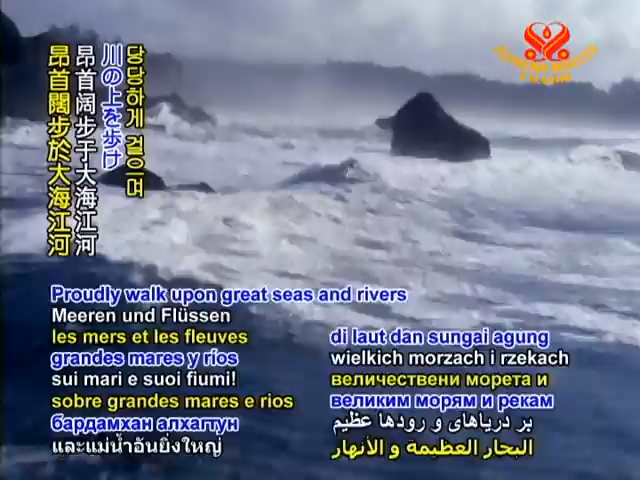 昂首闊步於大海江河
昂首阔步于大海江河
川の上を歩け
당당하게 걸으며
Proudly walk upon great seas and rivers
Meeren und Flüssen
les mers et les fleuves
grandes mares y ríos
sui mari e suoi fiumi!
sobre grandes mares e rios
бардамхан алхагтун
และแม่น้ำอันยิ่งใหญ่
di laut dan sungai agung
wielkich morzach i rzekach
величествени морета и
великим морям и рекам
بر دریاهای و رودها عظیم
البحار العظيمة و الأنهار